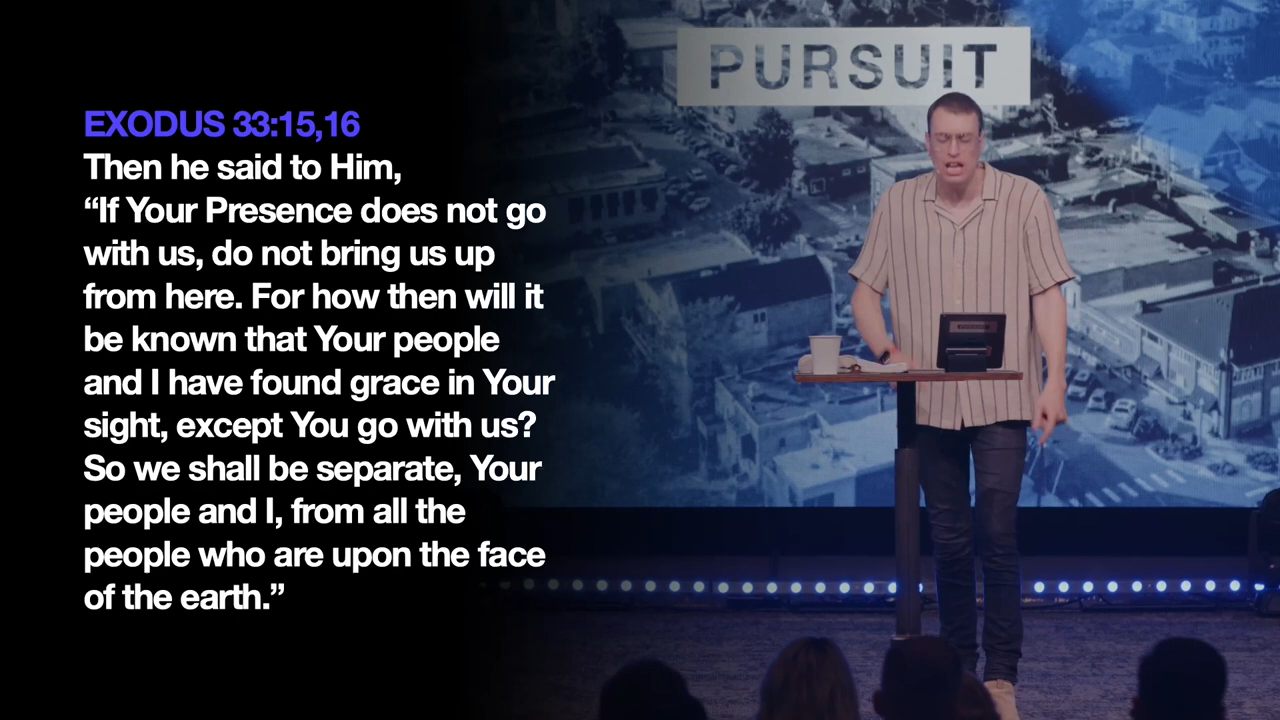 PURSUIT
EXODUS 33:15,16
Then he said to Him,
“If Your Presence does not go
with us, do not bring us up
from here. For how then will it
be known that Your people
and I have found grace in Your
sight, except You go with us?
So we shall be separate, Your
people and I, from all the
people who are upon the face
of the earth.”